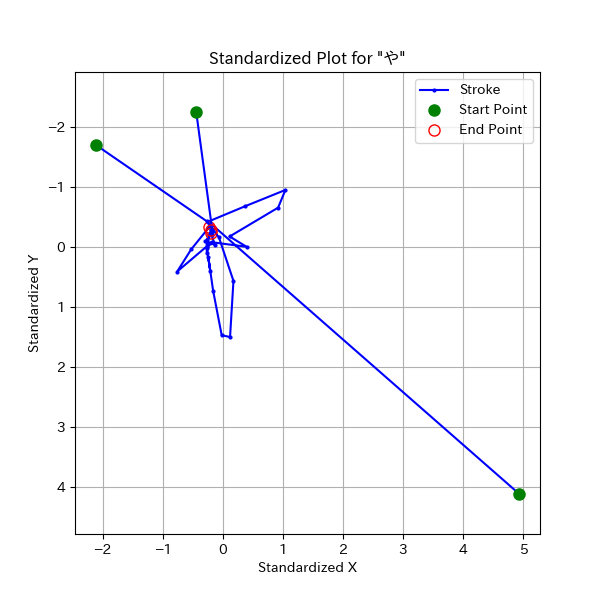 Standardized Plot for "や"
Stroke
Start Point
End Point
Standardized Y
−2
−1
0
1
2
3
4
−2 −1 0 1 2 3 4 5
Standardized X